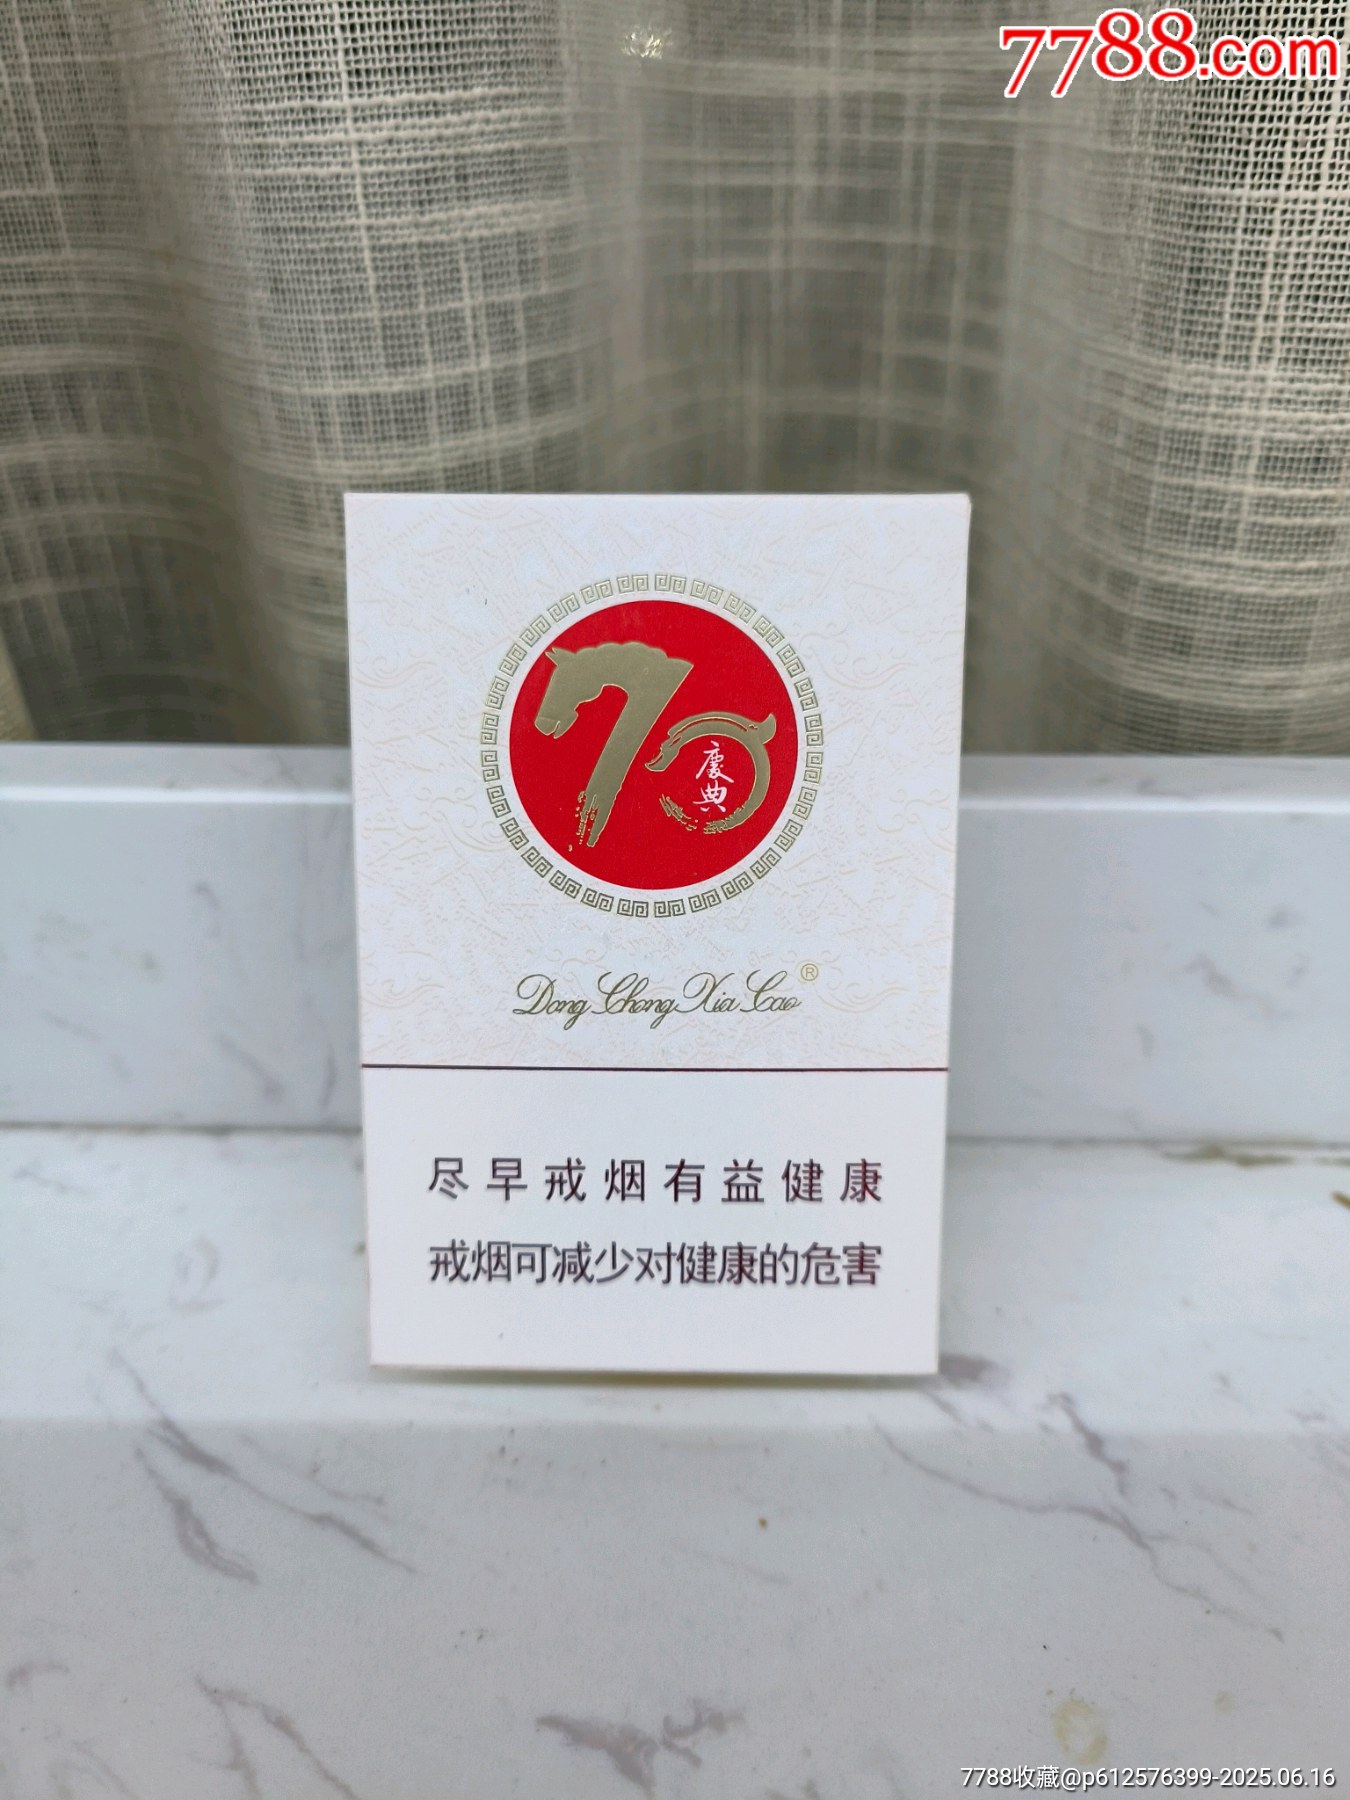 7788.com
70
慶典
Dong Chong Xia Cao®
尽早戒烟有益健康
戒烟可减少对健康的危害
7788收藏@p612576399-2025.06.16